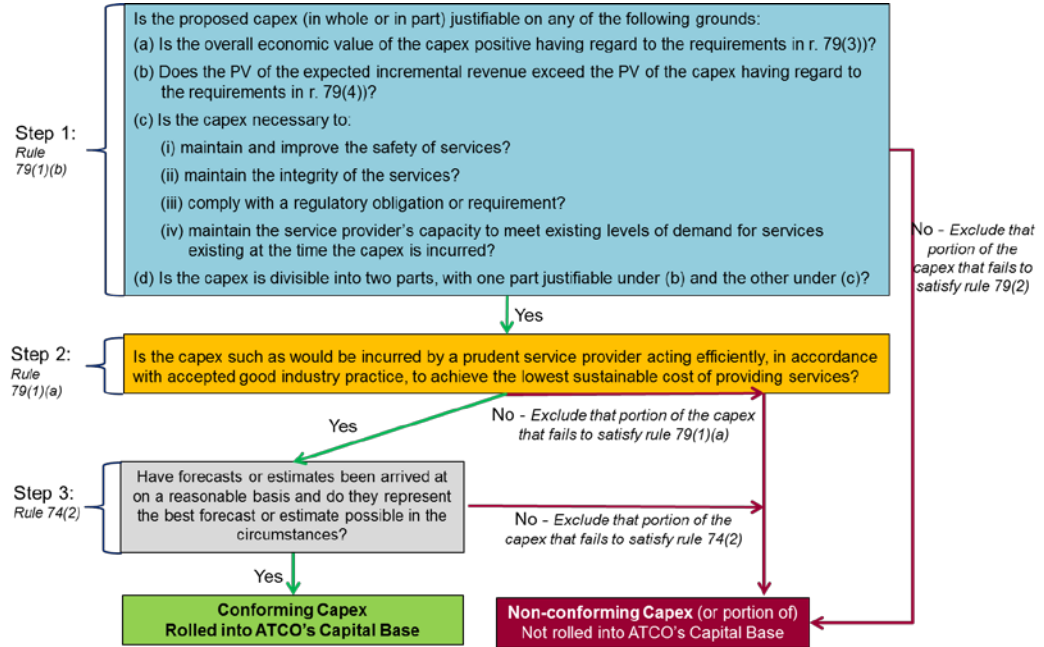 Is the proposed capex (in whole or in part) justifiable on any of the following grounds:
(a) Is the overall economic value of the capex positive having regard to the requirements in r. 79(3))?
(b) Does the PV of the expected incremental revenue exceed the PV of the capex having regard to
the requirements in r. 79(4))?
(c) Is the capex necessary to:
(i) maintain and improve the safety of services?
(ii) maintain the integrity of the services?
(iii) comply with a regulatory obligation or requirement?
(iv) maintain the service provider's capacity to meet existing levels of demand for services
existing at the time the capex is incurred?
(d) Is the capex is divisible into two parts, with one part justifiable under (b) and the other under (c)?
Step 1:
Rule
79(1)(b)
No - Exclude that
portion of the
capex that fails to
satisfy rule 79(2)
Yes
Step 2:
Rule
79(1)(a)
Is the capex such as would be incurred by a prudent service provider acting efficiently, in accordance
with accepted good industry practice, to achieve the lowest sustainable cost of providing services?
Yes
No - Exclude that portion of the capex
that fails to satisfy rule 79(1)(a)
Step 3:
Rule 74(2)
Have forecasts or estimates been arrived at
on a reasonable basis and do they represent
the best forecast or estimate possible in the
circumstances?
No - Exclude that portion of the
capex that fails to satisfy rule 74(2)
Yes
Conforming Capex
Rolled into ATCO's Capital Base
Non-conforming Capex (or portion of)
Not rolled into ATCO's Capital Base